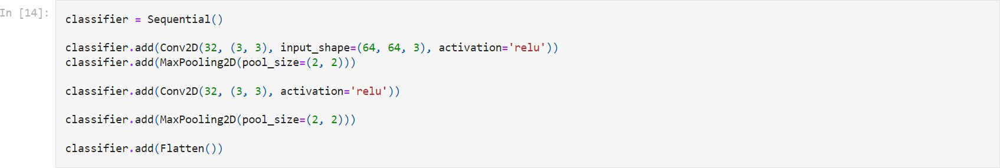 In [14]:
classifier = Sequential()
classifier.add(Conv2D(32, (3, 3), input_shape=(64, 64, 3), activation='relu'))
classifier.add(MaxPooling2D(pool_size=(2, 2)))
classifier.add(Conv2D(32, (3, 3), activation='relu'))
classifier.add(MaxPooling2D(pool_size=(2, 2)))
classifier.add(Flatten())